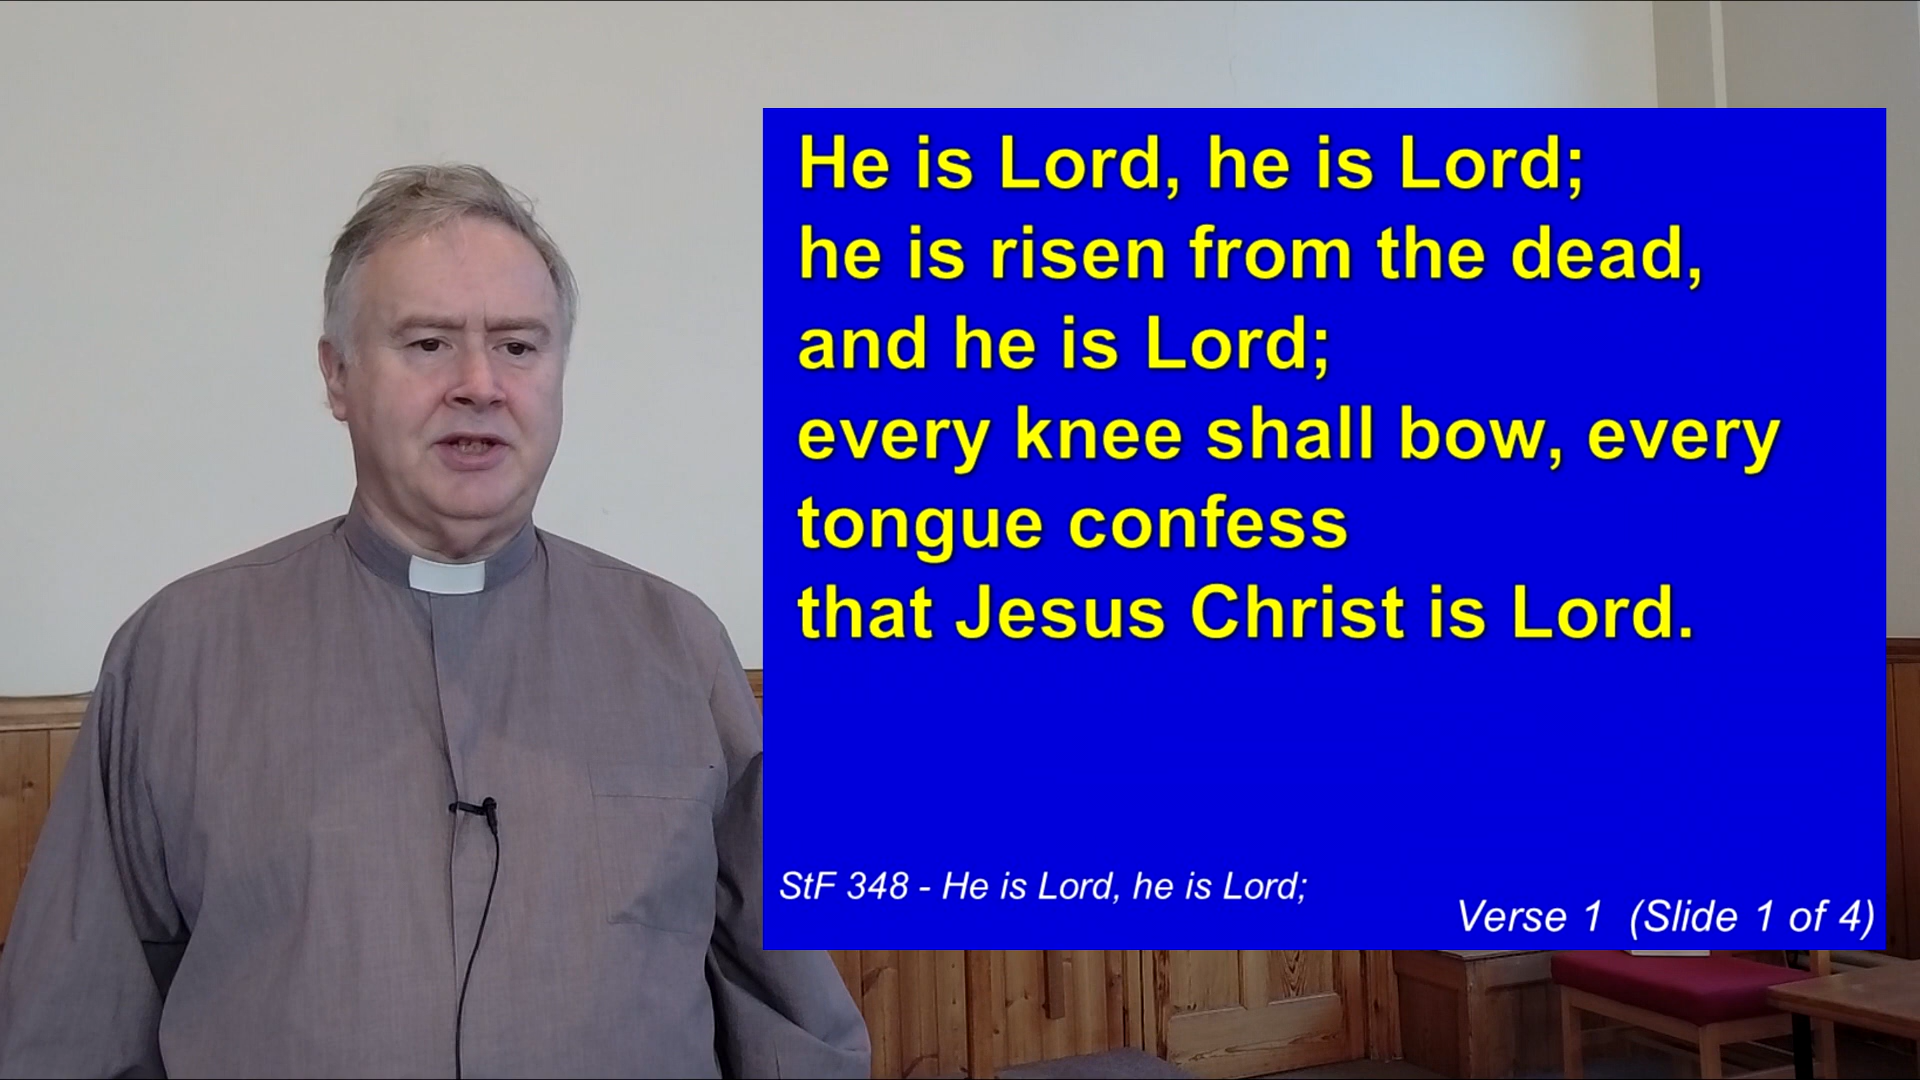 He is Lord, he is Lord;
he is risen from the dead,
and he is Lord;
every knee shall bow, every
tongue confess
that Jesus Christ is Lord.
StF 348 - He is Lord, he is Lord;
Verse 1 (Slide 1 of 4)